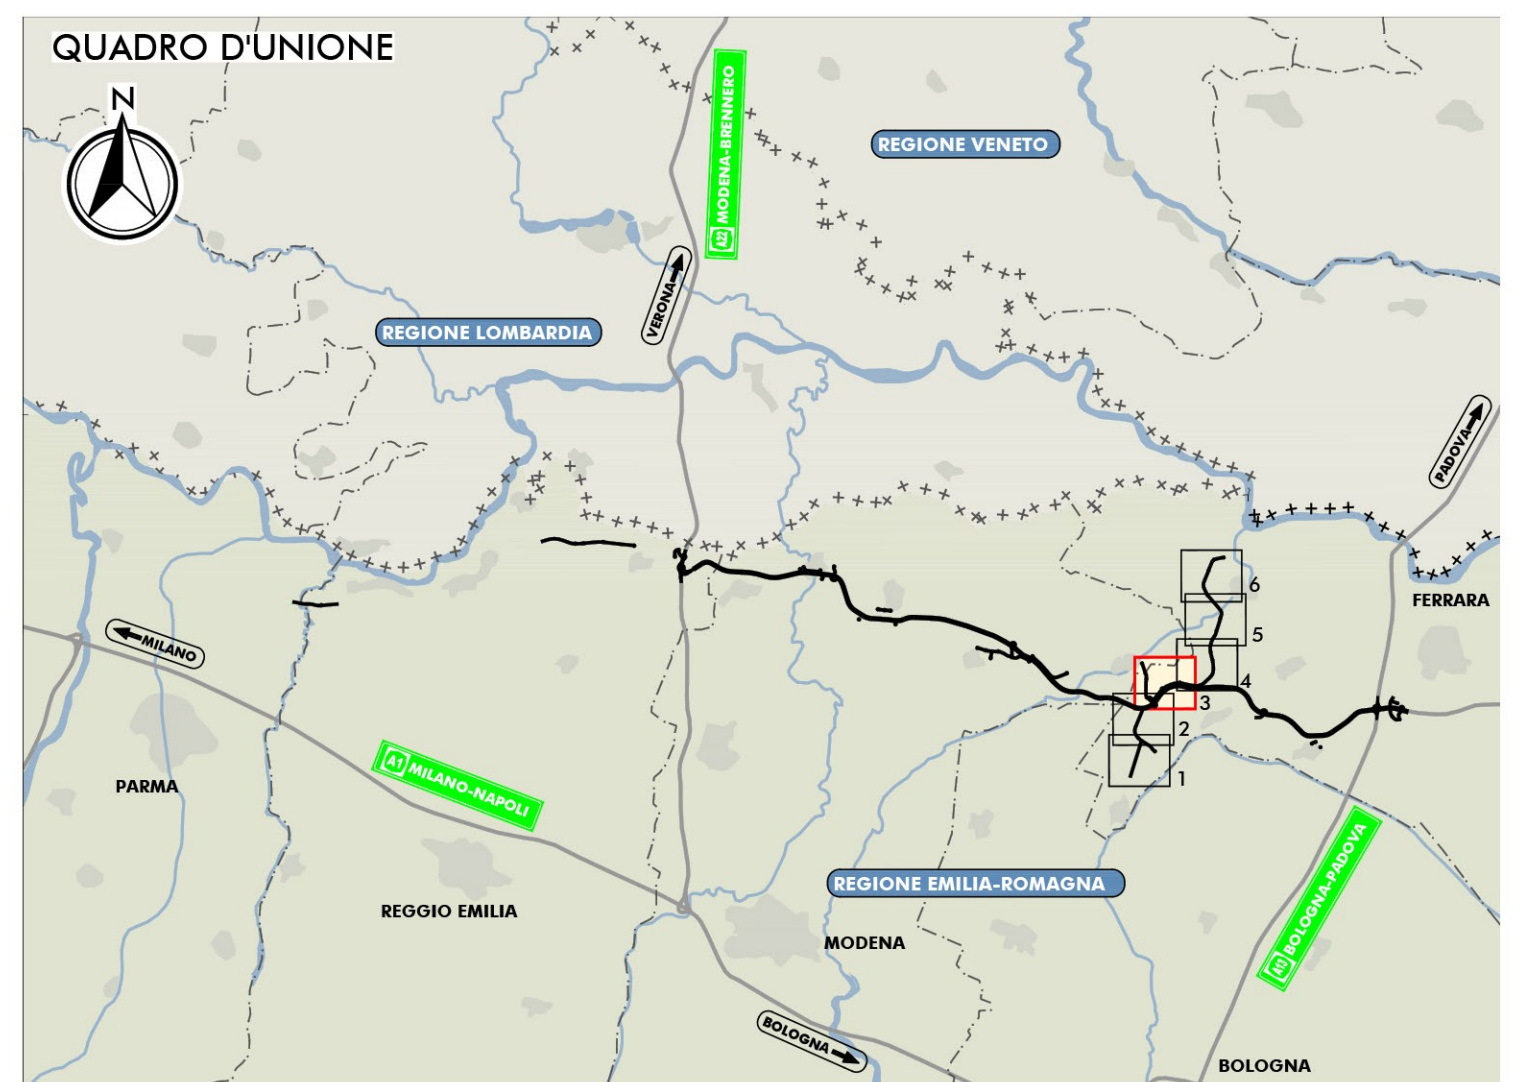 QUADRO D'UNIONE
N
A22 MODENA-BRENNERO
REGIONE VENETO
VERONA
REGIONE LOMBARDIA
PADOVA
6
FERRARA
5
MILANO
4
3
2
1
A1 MILANO-NAPOLI
PARMA
A13 BOLOGNA-PADOVA
REGIONE EMILIA-ROMAGNA
REGGIO EMILIA
MODENA
BOLOGNA
BOLOGNA